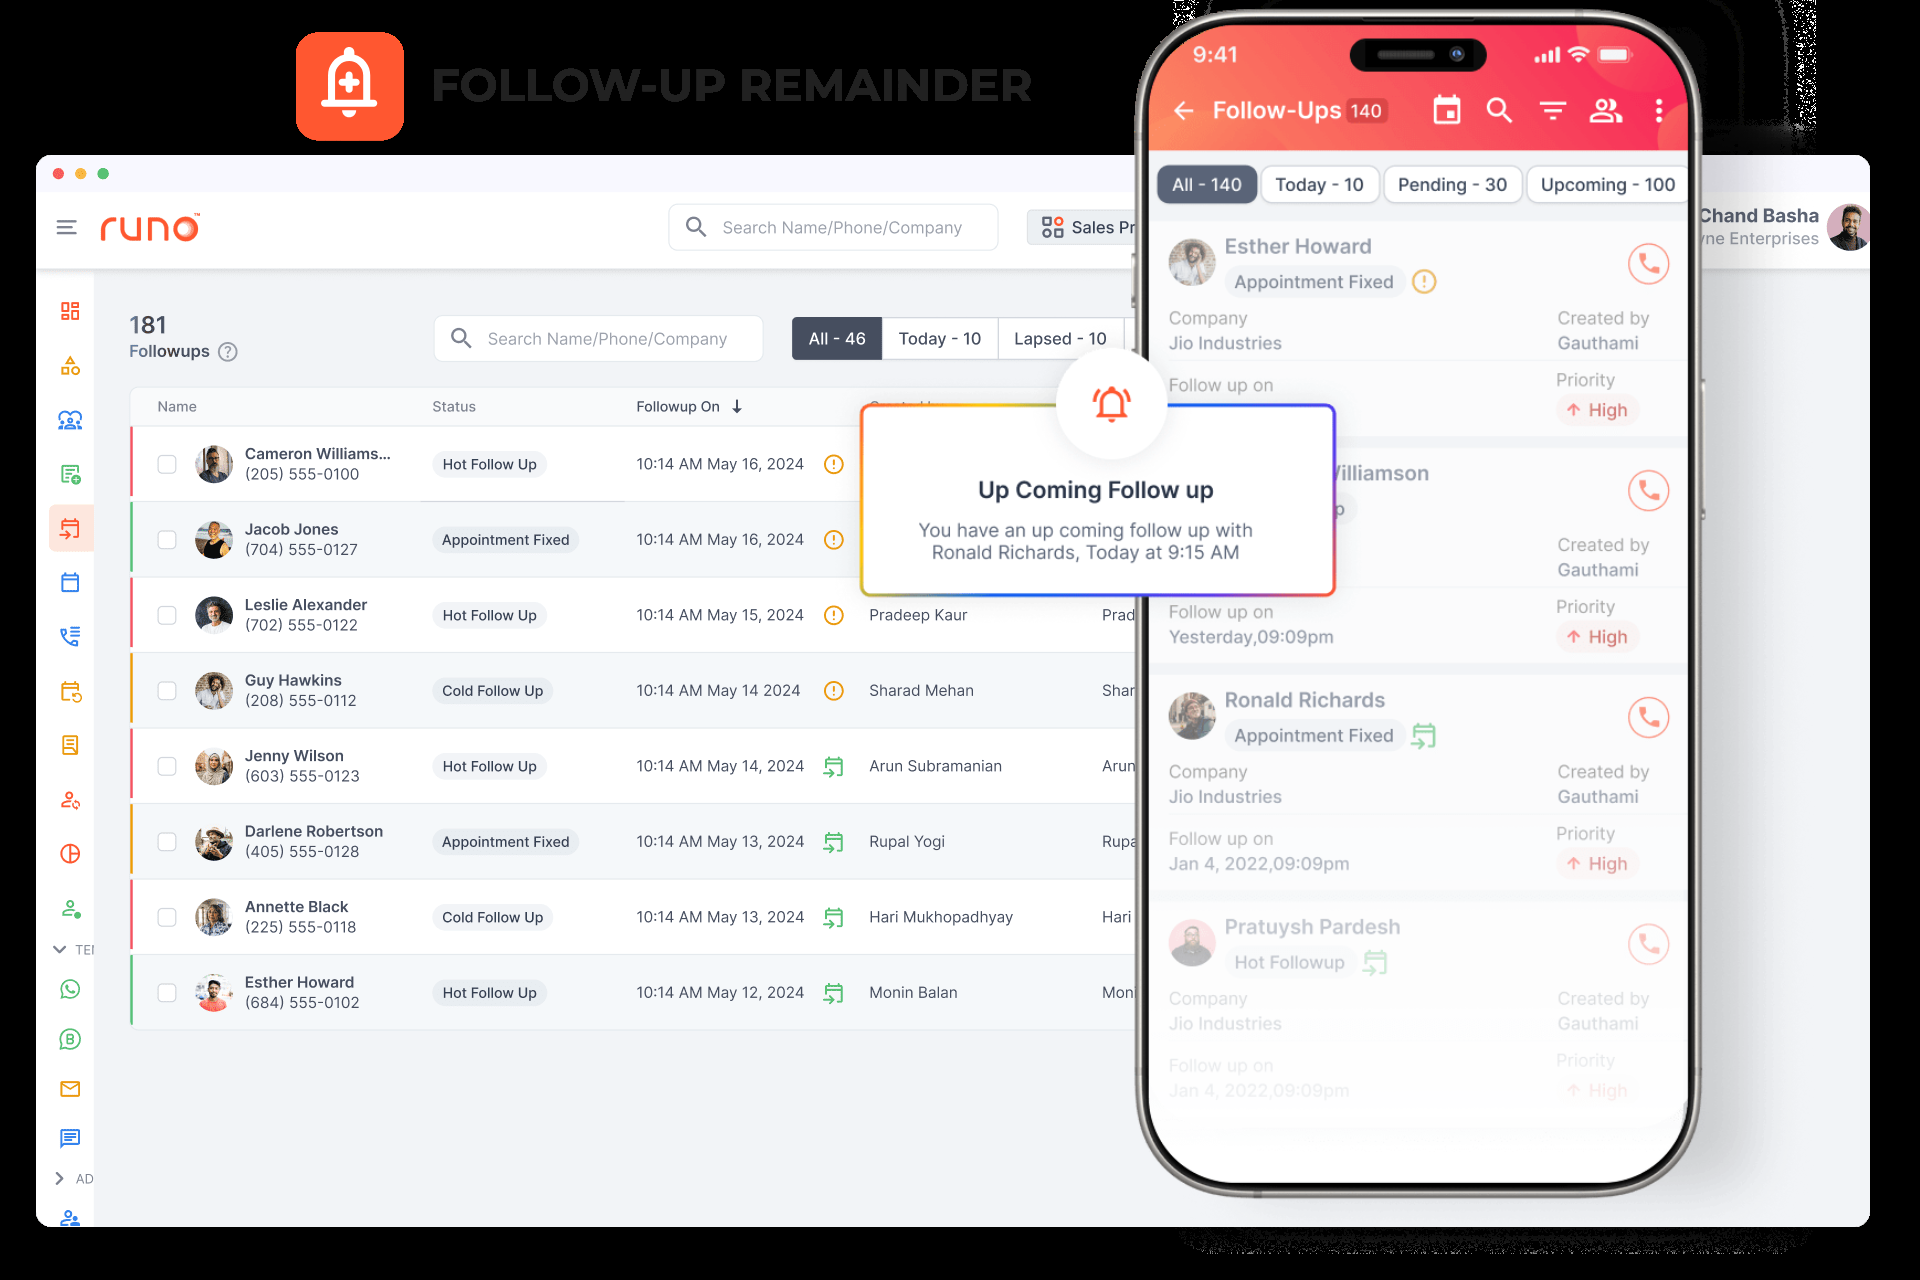 FOLLOW-UP REMAINDER
runo™
Search Name/Phone/Company
Sales Pr
Chand Basha
yne Enterprises
181
Followups
Search Name/Phone/Company
All - 46
Today - 10
Lapsed - 10
Name
Status
Followup On
Cameron Williams...
(205) 555-0100
Hot Follow Up
10:14 AM May 16, 2024
Jacob Jones
(704) 555-0127
Appointment Fixed
10:14 AM May 16, 2024
Leslie Alexander
(702) 555-0122
Hot Follow Up
10:14 AM May 15, 2024
Pradeep Kaur
Prad
Guy Hawkins
(208) 555-0112
Cold Follow Up
10:14 AM May 14 2024
Sharad Mehan
Shar
Jenny Wilson
(603) 555-0123
Hot Follow Up
10:14 AM May 14, 2024
Arun Subramanian
Arun
Darlene Robertson
(405) 555-0128
Appointment Fixed
10:14 AM May 13, 2024
Rupal Yogi
Rupa
Annette Black
(225) 555-0118
Cold Follow Up
10:14 AM May 13, 2024
Hari Mukhopadhyay
Hari
Esther Howard
(684) 555-0102
Hot Follow Up
10:14 AM May 12, 2024
Monin Balan
Moni
TEI
AD
Up Coming Follow up
You have an up coming follow up with
Ronald Richards, Today at 9:15 AM
9:41
Follow-Ups 140
All - 140
Today - 10
Pending - 30
Upcoming - 100
Esther Howard
Appointment Fixed
Company
Jio Industries
Created by
Gauthami
Follow up on
Priority
High
Williamson
p
Created by
Gauthami
Follow up on
Yesterday,09:09pm
Priority
High
Ronald Richards
Appointment Fixed
Company
Jio Industries
Created by
Gauthami
Follow up on
Jan 4, 2022,09:09pm
Priority
High
Pratuysh Pardesh
Hot Followup
Company
Jio Industries
Created by
Gauthami
Follow up on
Jan 4, 2022,09:09pm
Priority
High